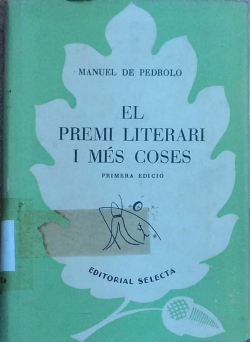 MANUEL DE PEDROLO
EL
PREMI LITERARI
I MÉS COSES
PRIMERA EDICIÓ
EDITORIAL SELECTA